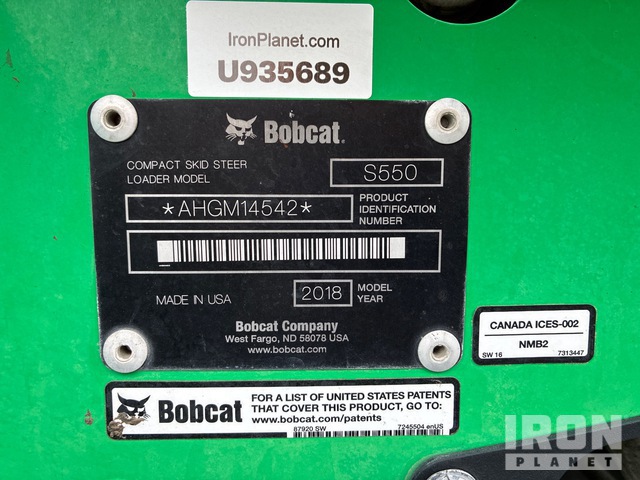 IronPlanet.com
U935689
Bobcat.
COMPACT SKID STEER
LOADER MODEL
S550
*AHGM14542*
PRODUCT
IDENTIFICATION
NUMBER
MADE IN USA
2018
MODEL
YEAR
Bobcat Company
West Fargo, ND 58078 USA
www.bobcat.com
CANADA ICES-002
NMB2
SW 16 7313447
Bobcat
FOR A LIST OF UNITED STATES PATENTS
THAT COVER THIS PRODUCT, GO TO:
www.bobcat.com/patents
87920 SW 7245504 enUS
IRON
PLANET